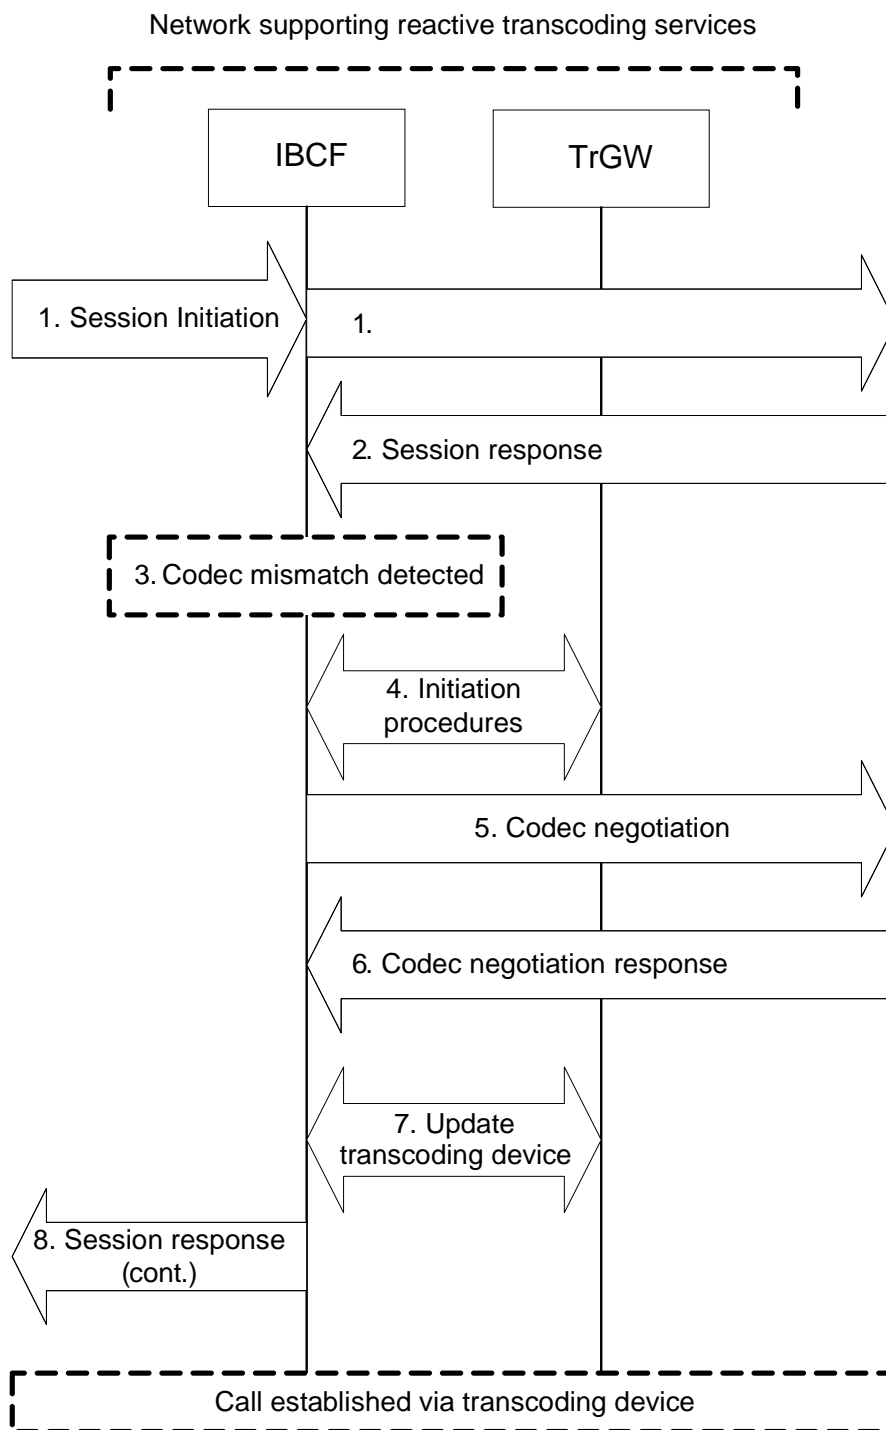 Network supporting reactive transcoding services
IBCF
TrGW
1. Session Initiation
1.
2. Session response
3. Codec mismatch detected
4. Initiation
procedures
5. Codec negotiation
6. Codec negotiation response
7. Update
transcoding device
8. Session response
(cont.)
Call established via transcoding device